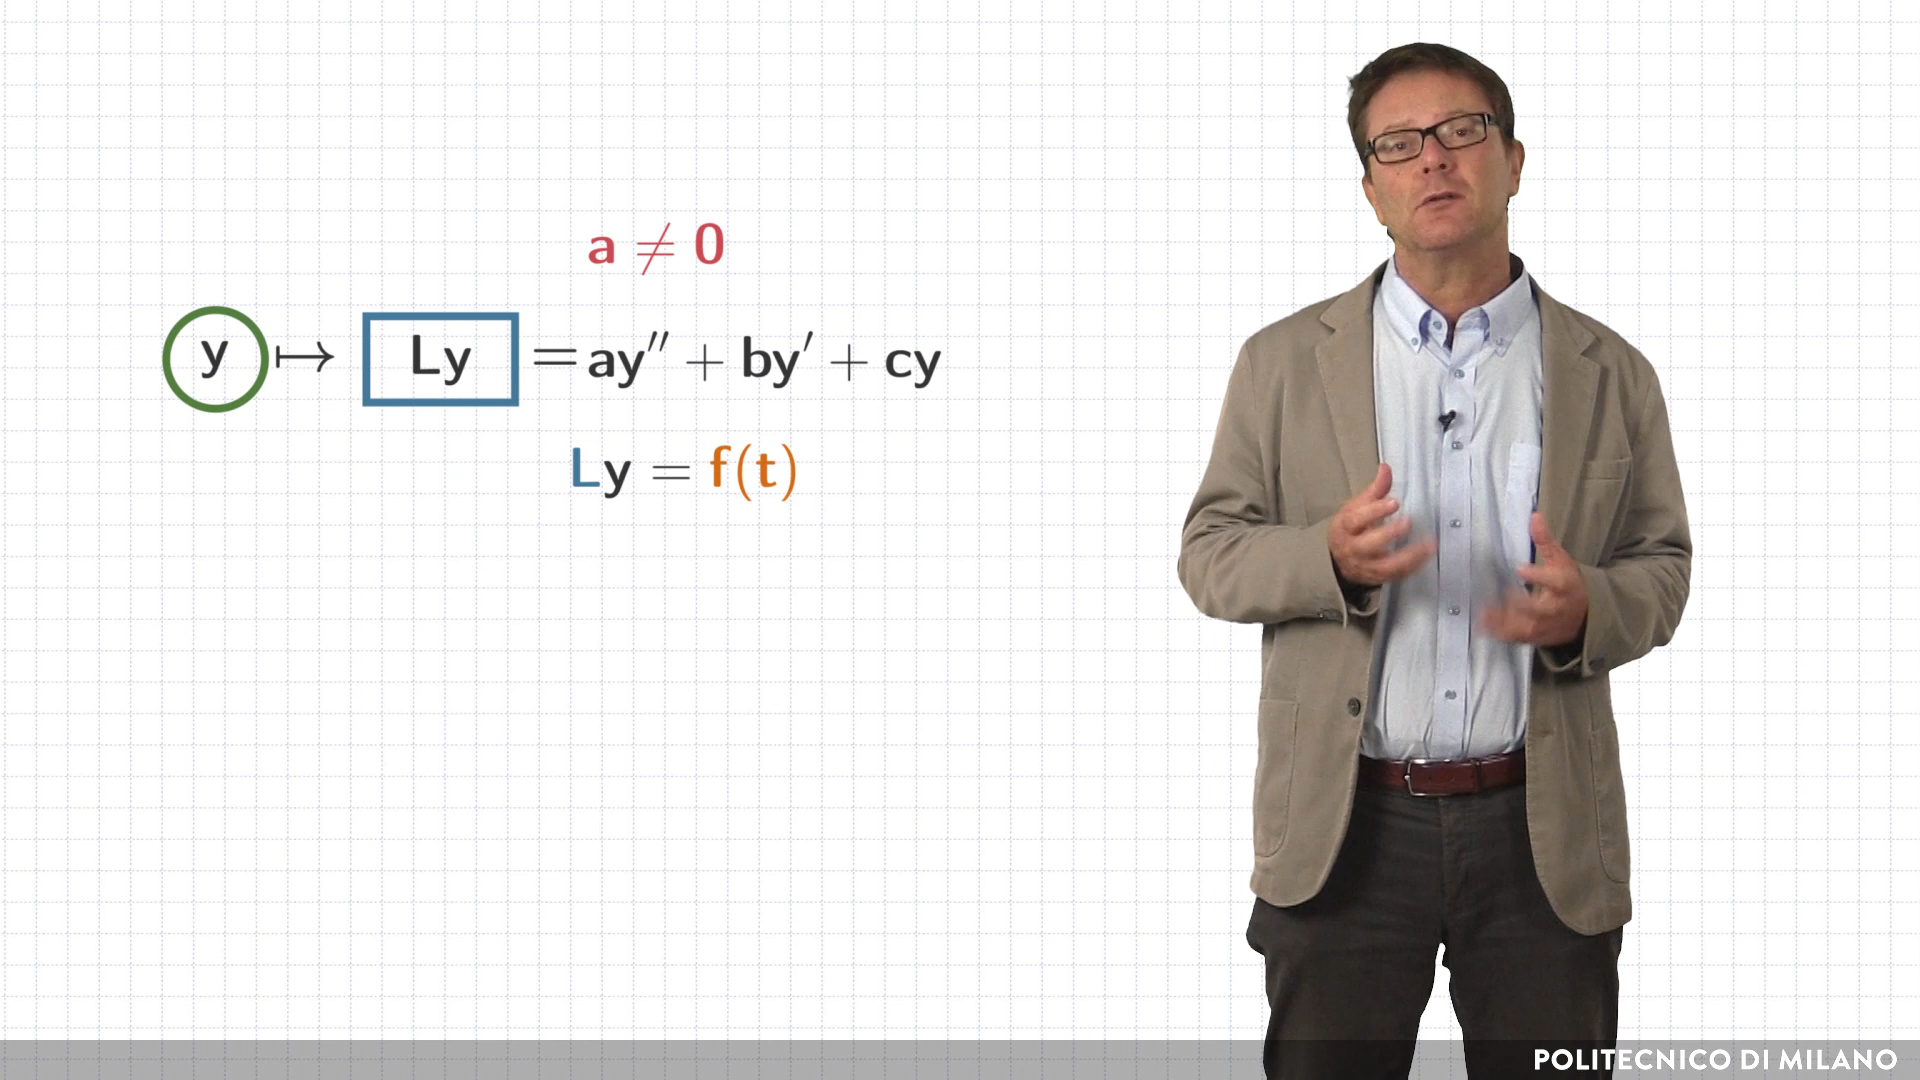 a ≠ 0
y ↦ Ly = ay″ + by′ + cy
Ly = f(t)
POLITECNICO DI MILANO